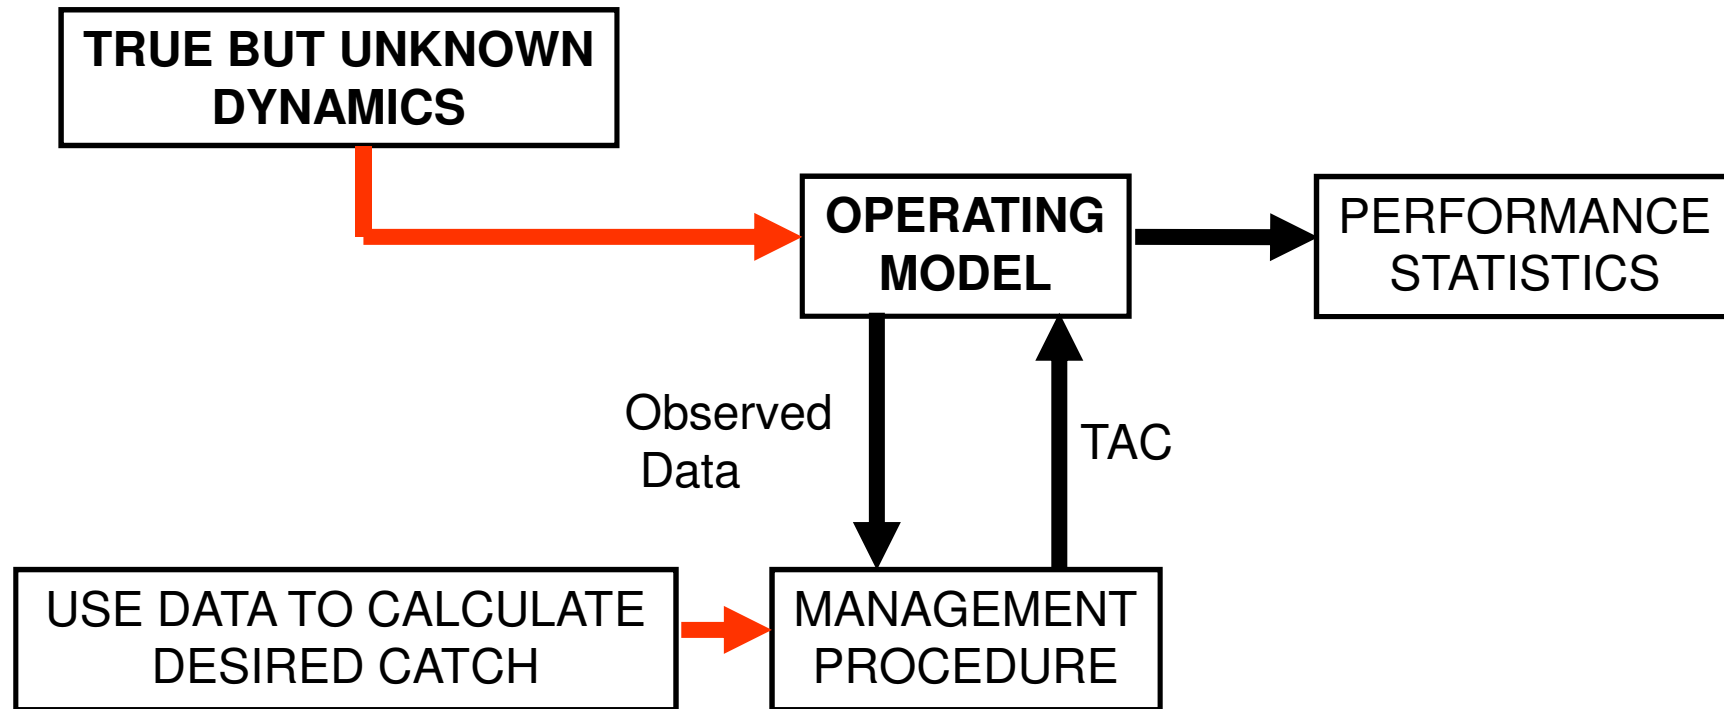 TRUE BUT UNKNOWN
DYNAMICS
OPERATING
MODEL
PERFORMANCE
STATISTICS
Observed
Data
TAC
USE DATA TO CALCULATE
DESIRED CATCH
MANAGEMENT
PROCEDURE